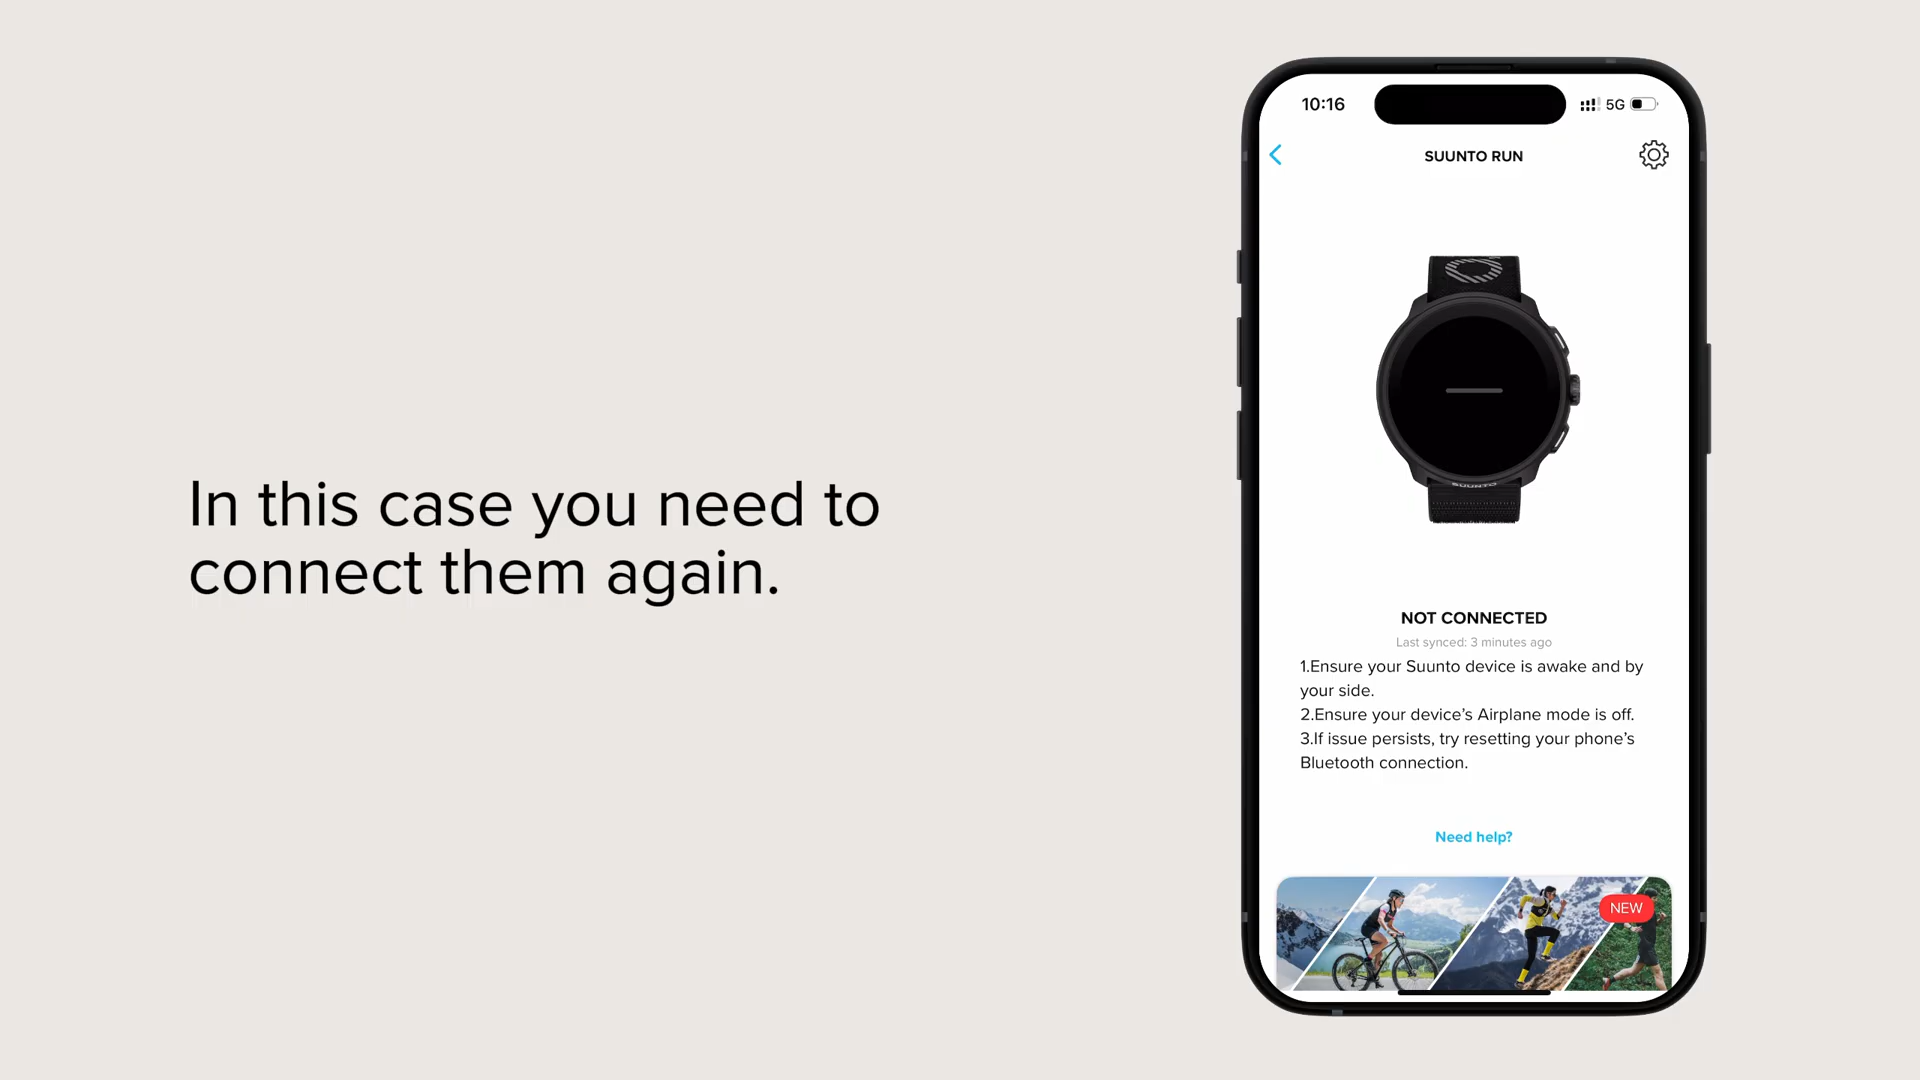 In this case you need to
connect them again.
10:16
5G
SUUNTO RUN
SUUNTO
NOT CONNECTED
Last synced: 3 minutes ago
1.Ensure your Suunto device is awake and by
your side.
2.Ensure your device’s Airplane mode is off.
3.If issue persists, try resetting your phone’s
Bluetooth connection.
Need help?
NEW